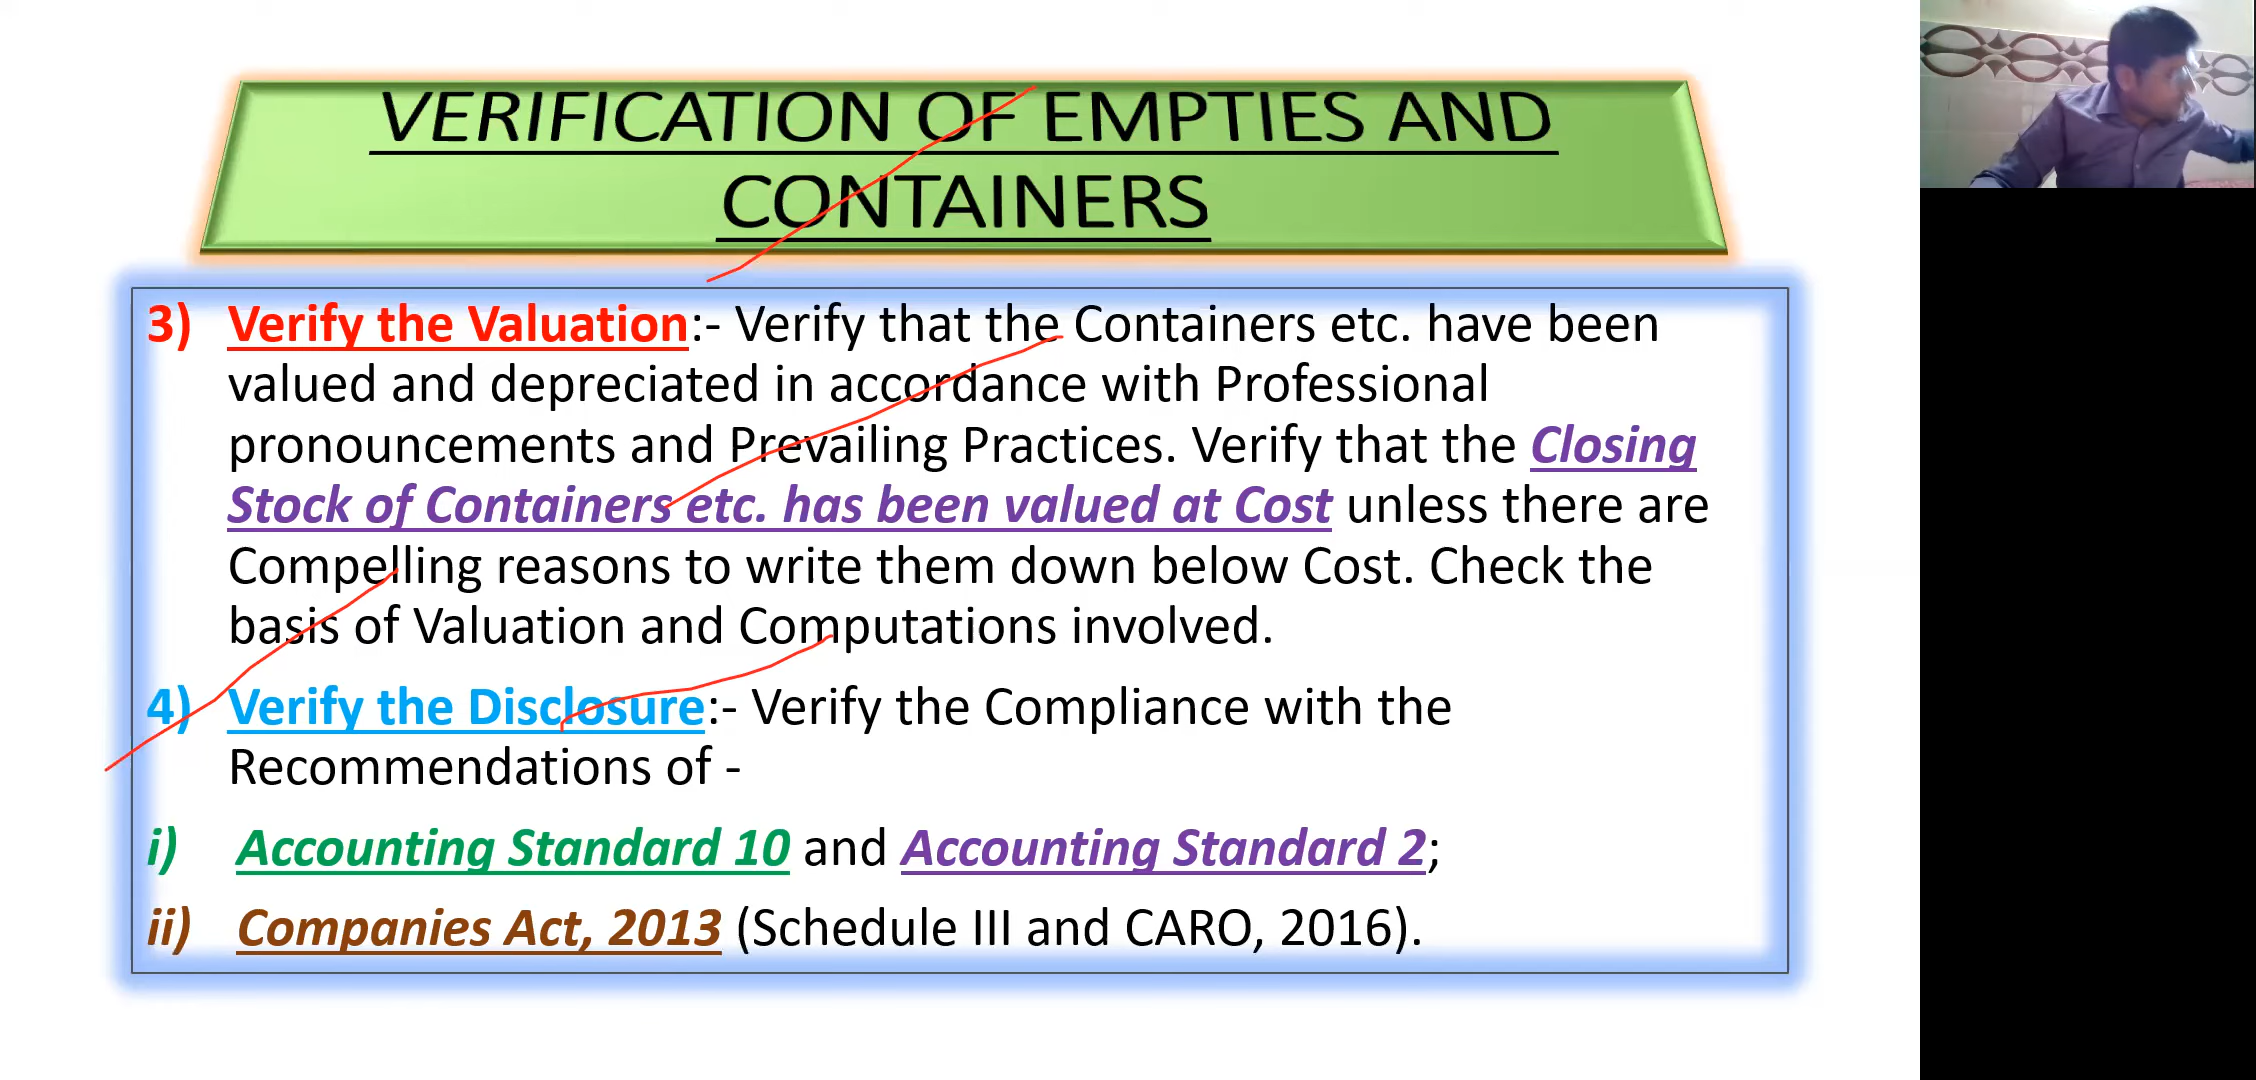 VERIFICATION OF EMPTIES AND
CONTAINERS
3) Verify the Valuation:- Verify that the Containers etc. have been
valued and depreciated in accordance with Professional
pronouncements and Prevailing Practices. Verify that the Closing
Stock of Containers etc. has been valued at Cost unless there are
Compelling reasons to write them down below Cost. Check the
basis of Valuation and Computations involved.
4) Verify the Disclosure:- Verify the Compliance with the
Recommendations of -
i) Accounting Standard 10 and Accounting Standard 2;
ii) Companies Act, 2013 (Schedule III and CARO, 2016).